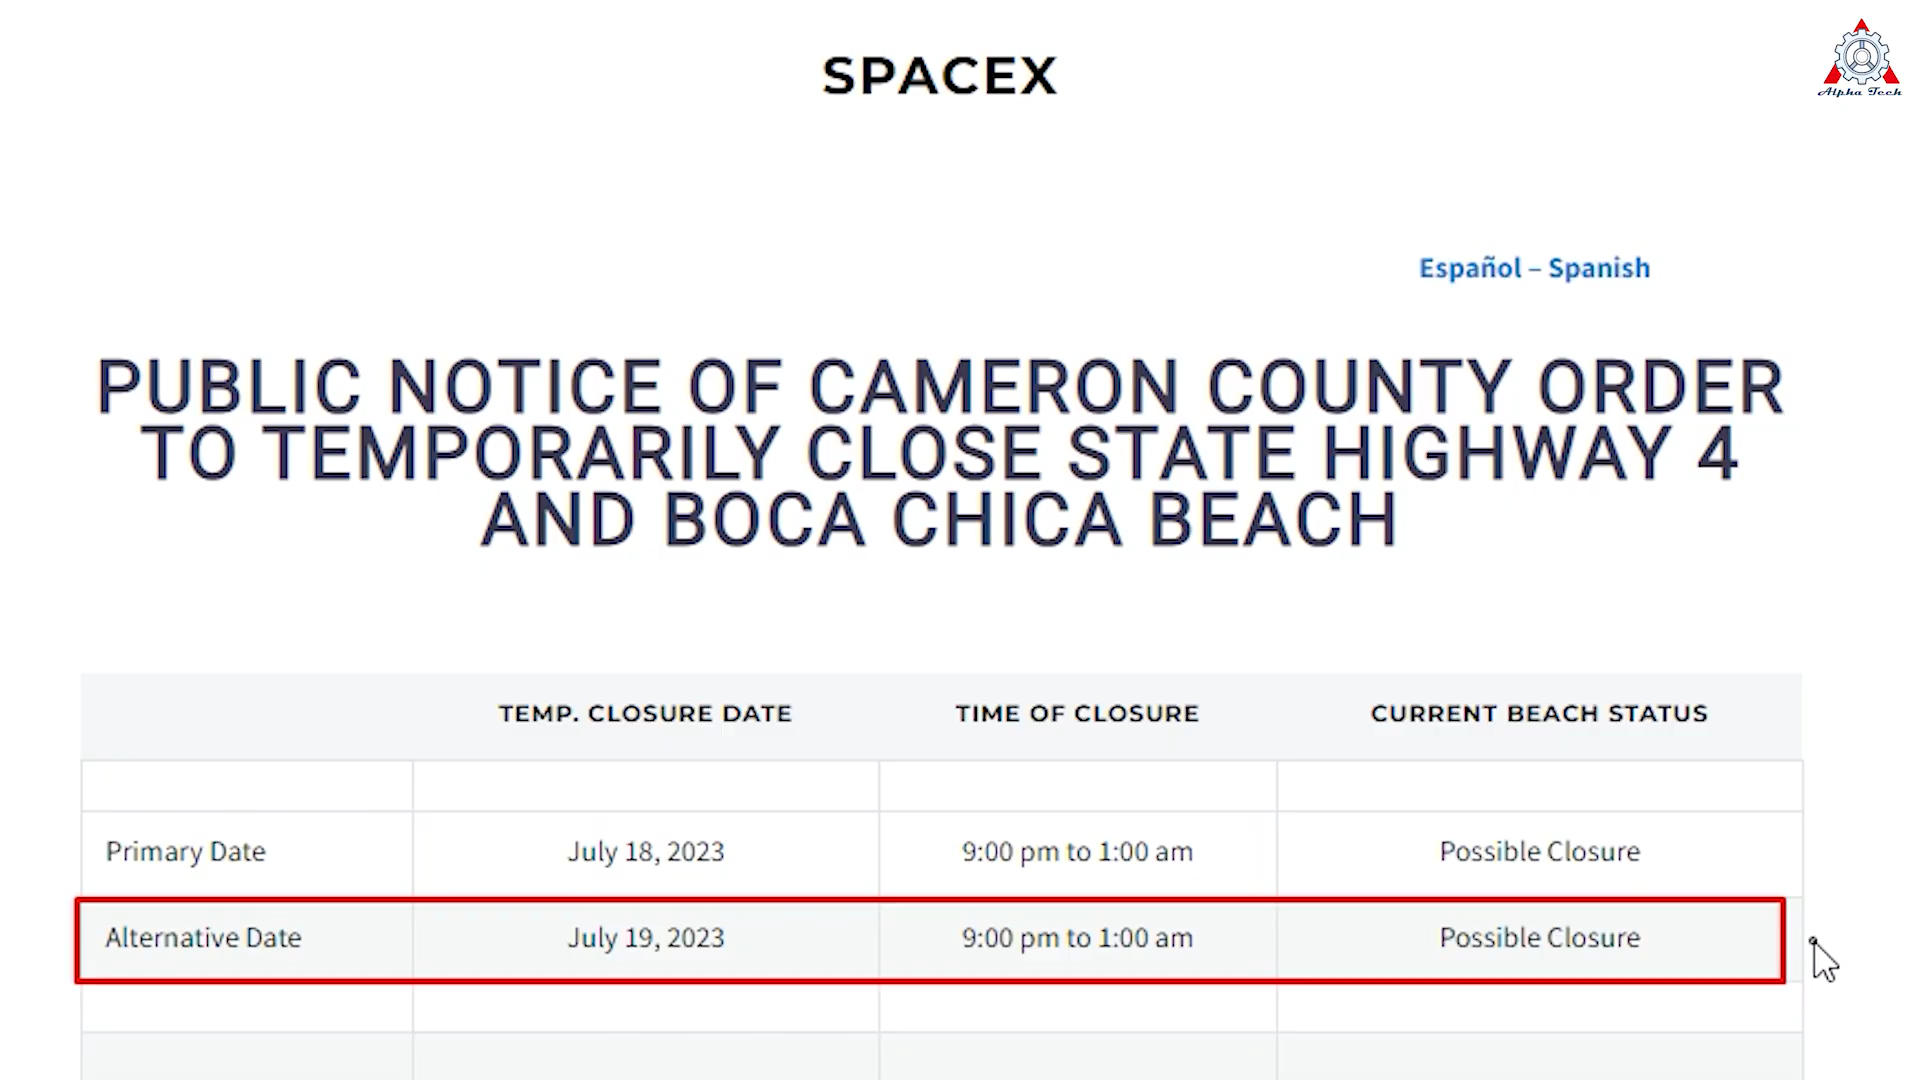 SPACEX
Alpha Tech
Español – Spanish
PUBLIC NOTICE OF CAMERON COUNTY ORDER
TO TEMPORARILY CLOSE STATE HIGHWAY 4
AND BOCA CHICA BEACH
TEMP. CLOSURE DATE TIME OF CLOSURE CURRENT BEACH STATUS
Primary Date July 18, 2023 9:00 pm to 1:00 am Possible Closure
Alternative Date July 19, 2023 9:00 pm to 1:00 am Possible Closure